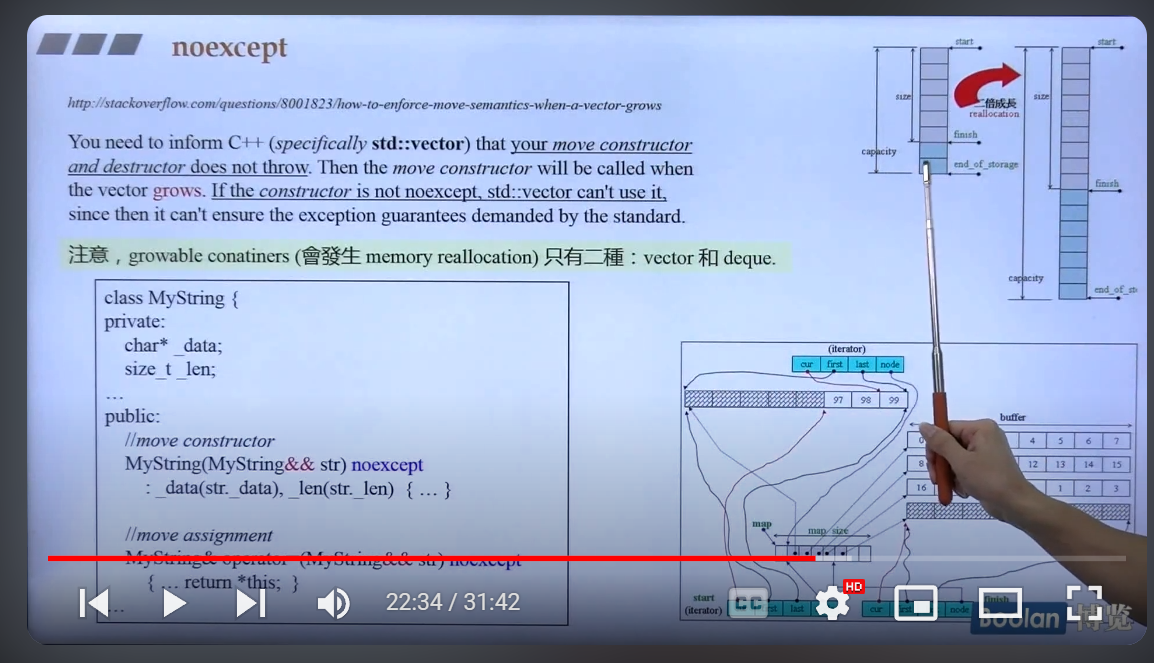 noexcept
http://stackoverflow.com/questions/8001823/how-to-enforce-move-semantics-when-a-vector-grows
You need to inform C++ (specifically std::vector) that your move constructor
and destructor does not throw. Then the move constructor will be called when
the vector grows. If the constructor is not noexcept, std::vector can't use it,
since then it can't ensure the exception guarantees demanded by the standard.
注意，growable conatiners (會發生 memory reallocation) 只有二種：vector 和 deque.
class MyString {
private:
char* _data;
size_t _len;
…
public:
//move constructor
MyString(MyString&& str) noexcept
: _data(str._data), _len(str._len) { … }
//move assignment
MyString& operator=(MyString&& str) noexcept
{ … return *this; }
…
start
size
finish
capacity
end_of_storage
二倍成長
reallocation
start
size
finish
capacity
end_of_st
(iterator)
cur first last node
97 98 99
buffer
0 4 5 6 7
8 12 13 14 15
16 1 2 3
map
map_size
start
(iterator)
last
cur node
finish
22:34 / 31:42
CC
HD
Boolan 博览